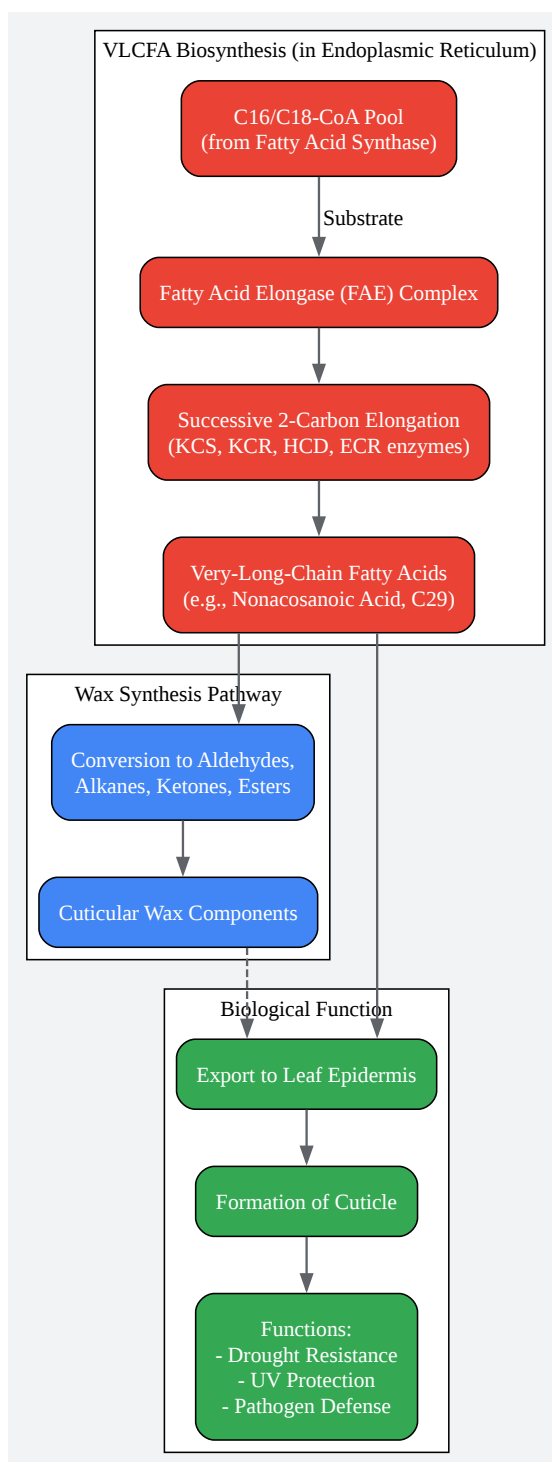 VLCFA Biosynthesis (in Endoplasmic Reticulum)
C16/C18-CoA Pool
(from Fatty Acid Synthase)
Substrate
Fatty Acid Elongase (FAE) Complex
Successive 2-Carbon Elongation
(KCS, KCR, HCD, ECR enzymes)
Very-Long-Chain Fatty Acids
(e.g., Nonacosanoic Acid, C29)
Wax Synthesis Pathway
Conversion to Aldehydes,
Alkanes, Ketones, Esters
Cuticular Wax Components
Biological Function
Export to Leaf Epidermis
Formation of Cuticle
Functions:
- Drought Resistance
- UV Protection
- Pathogen Defense